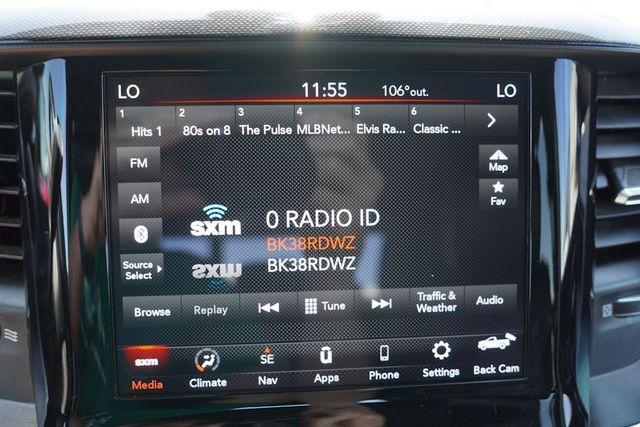 LO 11:55 106°out. LO
1 Hits 1 2 80s on 8 3 The Pulse 4 MLBNet... 5 Elvis Ra... 6 Classic ...
FM
Map
AM
Fav
sxm
0 RADIO ID
BK38RDWZ
BK38RDWZ
Source Select
Browse Replay Tune Traffic & Weather Audio
sxm
SE
Media Climate Nav Apps Phone Settings Back Cam